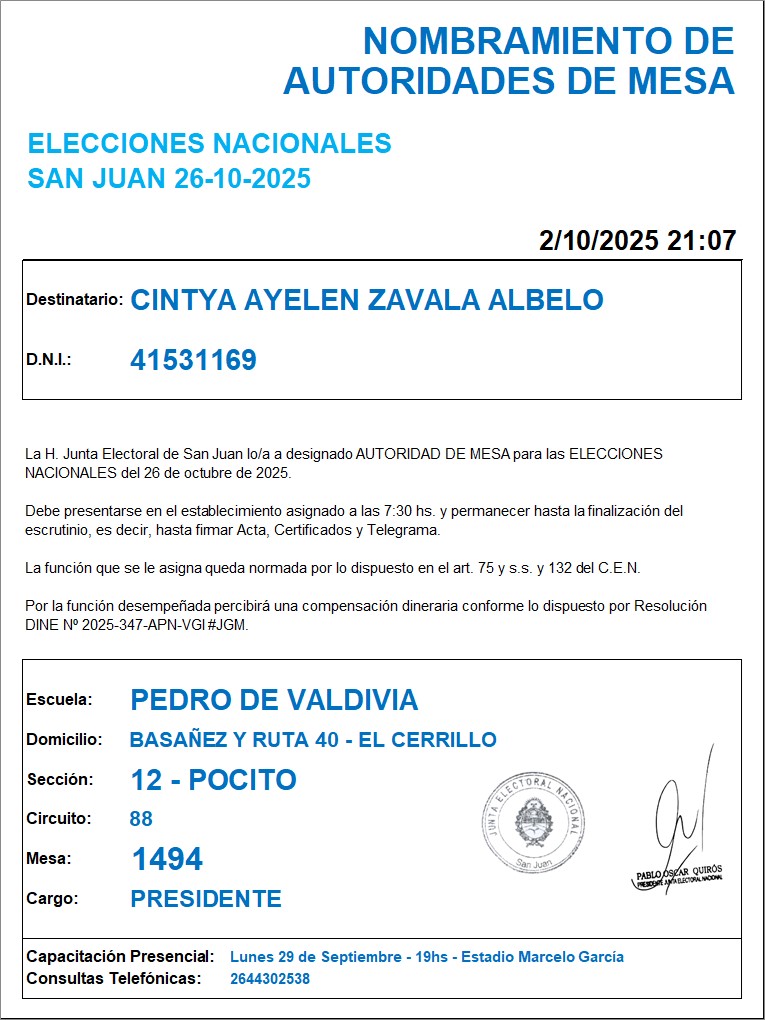 NOMBRAMIENTO DE
AUTORIDADES DE MESA
ELECCIONES NACIONALES
SAN JUAN 26-10-2025
2/10/2025 21:07
Destinatario: CINTYA AYELEN ZAVALA ALBELO
D.N.I.: 41531169
La H. Junta Electoral de San Juan lo/a a designado AUTORIDAD DE MESA para las ELECCIONES
NACIONALES del 26 de octubre de 2025.
Debe presentarse en el establecimiento asignado a las 7:30 hs. y permanecer hasta la finalización del
escrutinio, es decir, hasta firmar Acta, Certificados y Telegrama.
La función que se le asigna queda normada por lo dispuesto en el art. 75 y s.s. y 132 del C.E.N.
Por la función desempeñada percibirá una compensación dineraria conforme lo dispuesto por Resolución
DINE Nº 2025-347-APN-VGI#JGM.
Escuela: PEDRO DE VALDIVIA
Domicilio: BASAÑEZ Y RUTA 40 - EL CERRILLO
Sección: 12 - POCITO
Circuito: 88
Mesa: 1494
Cargo: PRESIDENTE
JUNTA ELECTORAL NACIONAL
San Juan
PABLO OSCAR QUIRÓS
PRESIDENTE JUNTA ELECTORAL NACIONAL
Capacitación Presencial: Lunes 29 de Septiembre - 19hs - Estadio Marcelo García
Consultas Telefónicas: 2644302538